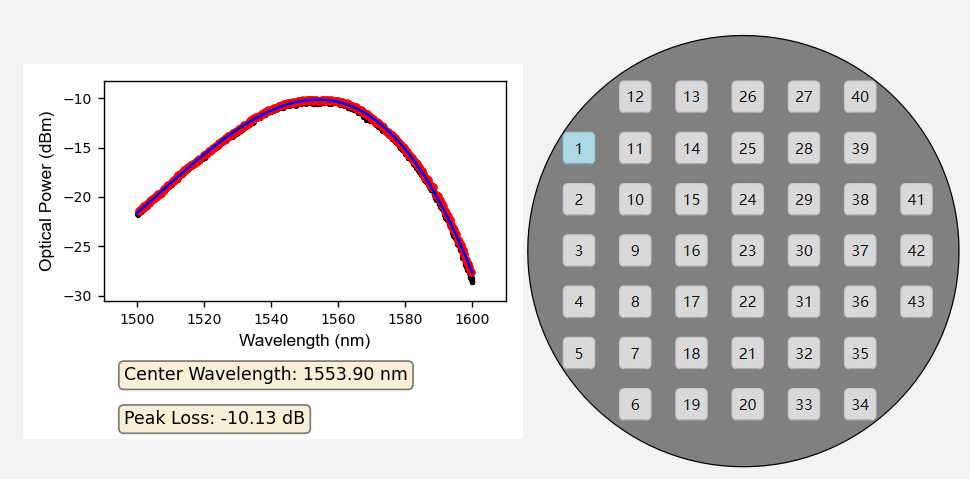 Optical Power (dBm)
−10
−15
−20
−25
−30
1500 1520 1540 1560 1580 1600
Wavelength (nm)
Center Wavelength: 1553.90 nm
Peak Loss: -10.13 dB
12 13 26 27 40
1 11 14 25 28 39
2 10 15 24 29 38 41
3 9 16 23 30 37 42
4 8 17 22 31 36 43
5 7 18 21 32 35
6 19 20 33 34